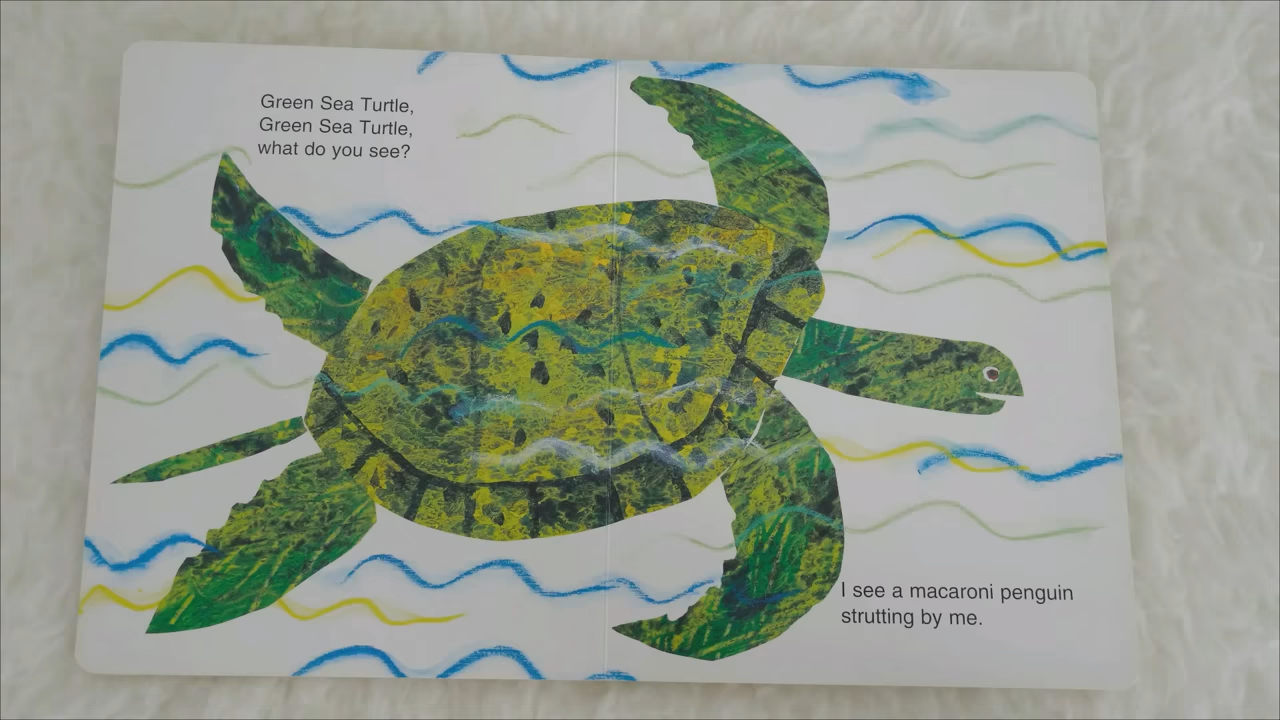 Green Sea Turtle,
Green Sea Turtle,
what do you see?
I see a macaroni penguin
strutting by me.